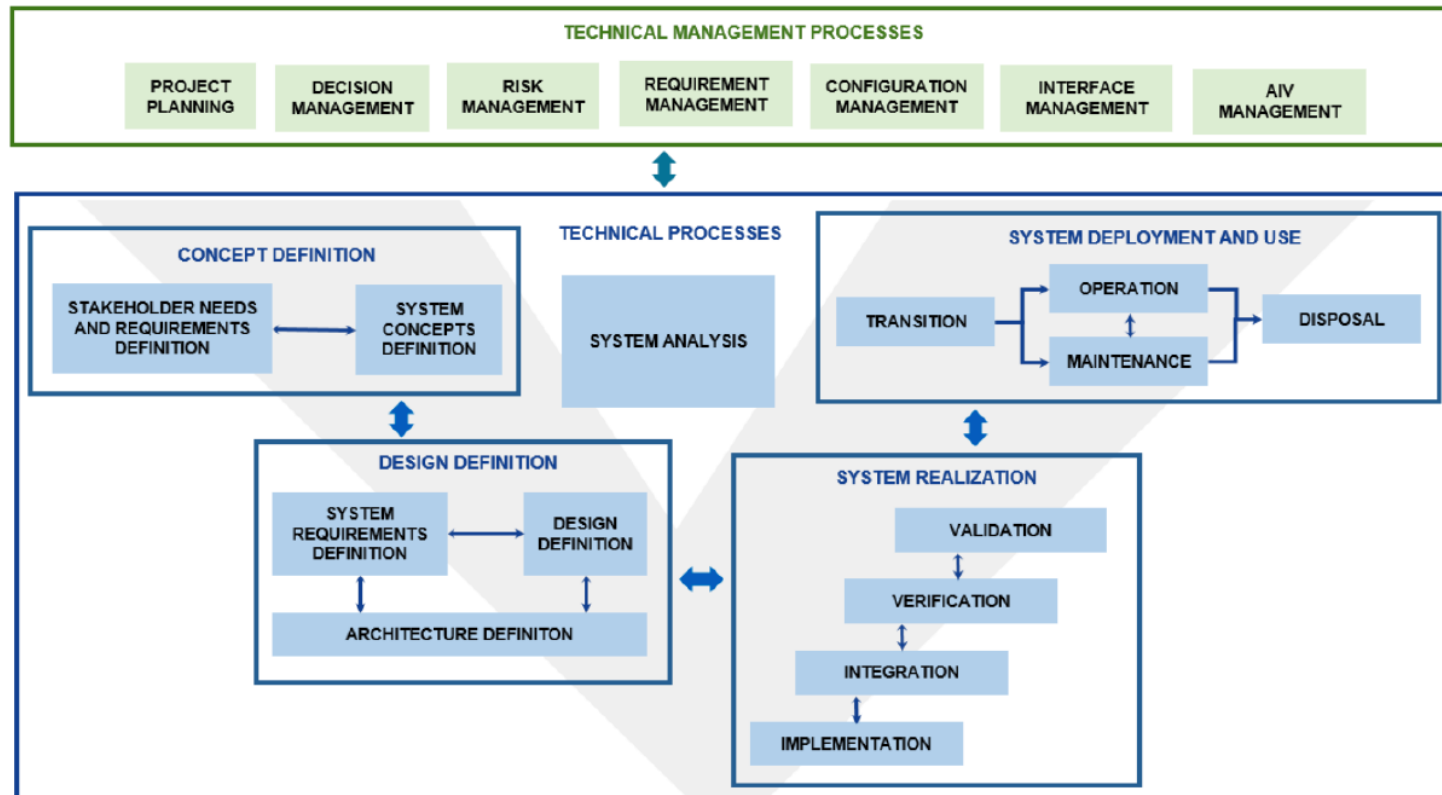 TECHNICAL MANAGEMENT PROCESSES
PROJECT
PLANNING
DECISION
MANAGEMENT
RISK
MANAGEMENT
REQUIREMENT
MANAGEMENT
CONFIGURATION
MANAGEMENT
INTERFACE
MANAGEMENT
AIV
MANAGEMENT
TECHNICAL PROCESSES
CONCEPT DEFINITION
STAKEHOLDER NEEDS
AND REQUIREMENTS
DEFINITION
SYSTEM
CONCEPTS
DEFINITION
SYSTEM ANALYSIS
SYSTEM DEPLOYMENT AND USE
TRANSITION
OPERATION
MAINTENANCE
DISPOSAL
DESIGN DEFINITION
SYSTEM
REQUIREMENTS
DEFINITION
DESIGN
DEFINITION
ARCHITECTURE DEFINITON
SYSTEM REALIZATION
VALIDATION
VERIFICATION
INTEGRATION
IMPLEMENTATION